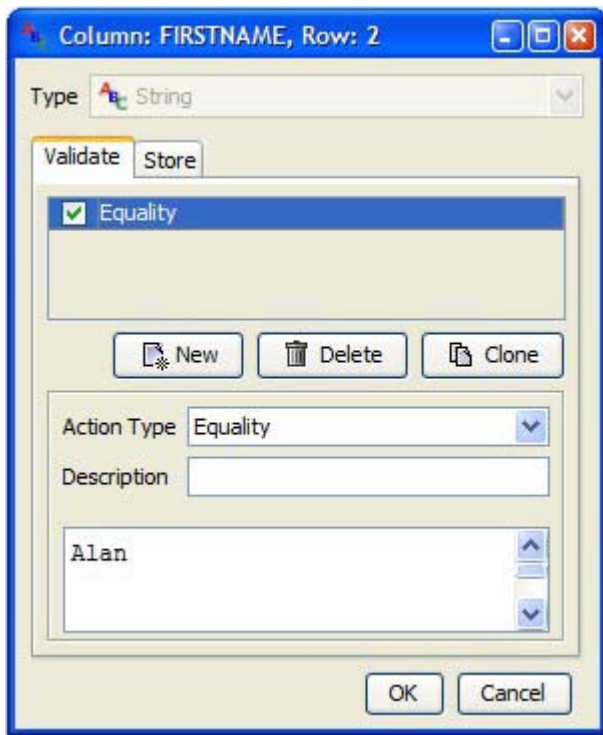 Column: FIRSTNAME, Row: 2
Type ABC String
Validate Store
Equality
New Delete Clone
Action Type Equality
Description
Alan
OK Cancel